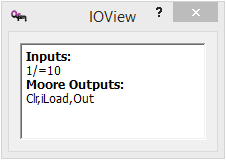 IOView
?
Inputs:
1/=10
Moore Outputs:
Clr,iLoad,Out